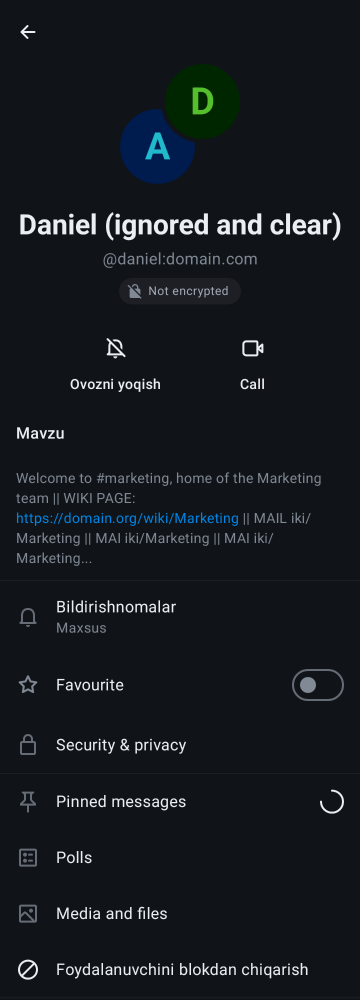 D
A
Daniel (ignored and clear)
@daniel:domain.com
Not encrypted
Ovozni yoqish
Call
Mavzu
Welcome to #marketing, home of the Marketing
team || WIKI PAGE:
https://domain.org/wiki/Marketing || MAIL iki/
Marketing || MAI iki/Marketing || MAI iki/
Marketing...
Bildirishnomalar
Maxsus
Favourite
Security & privacy
Pinned messages
Polls
Media and files
Foydalanuvchini blokdan chiqarish